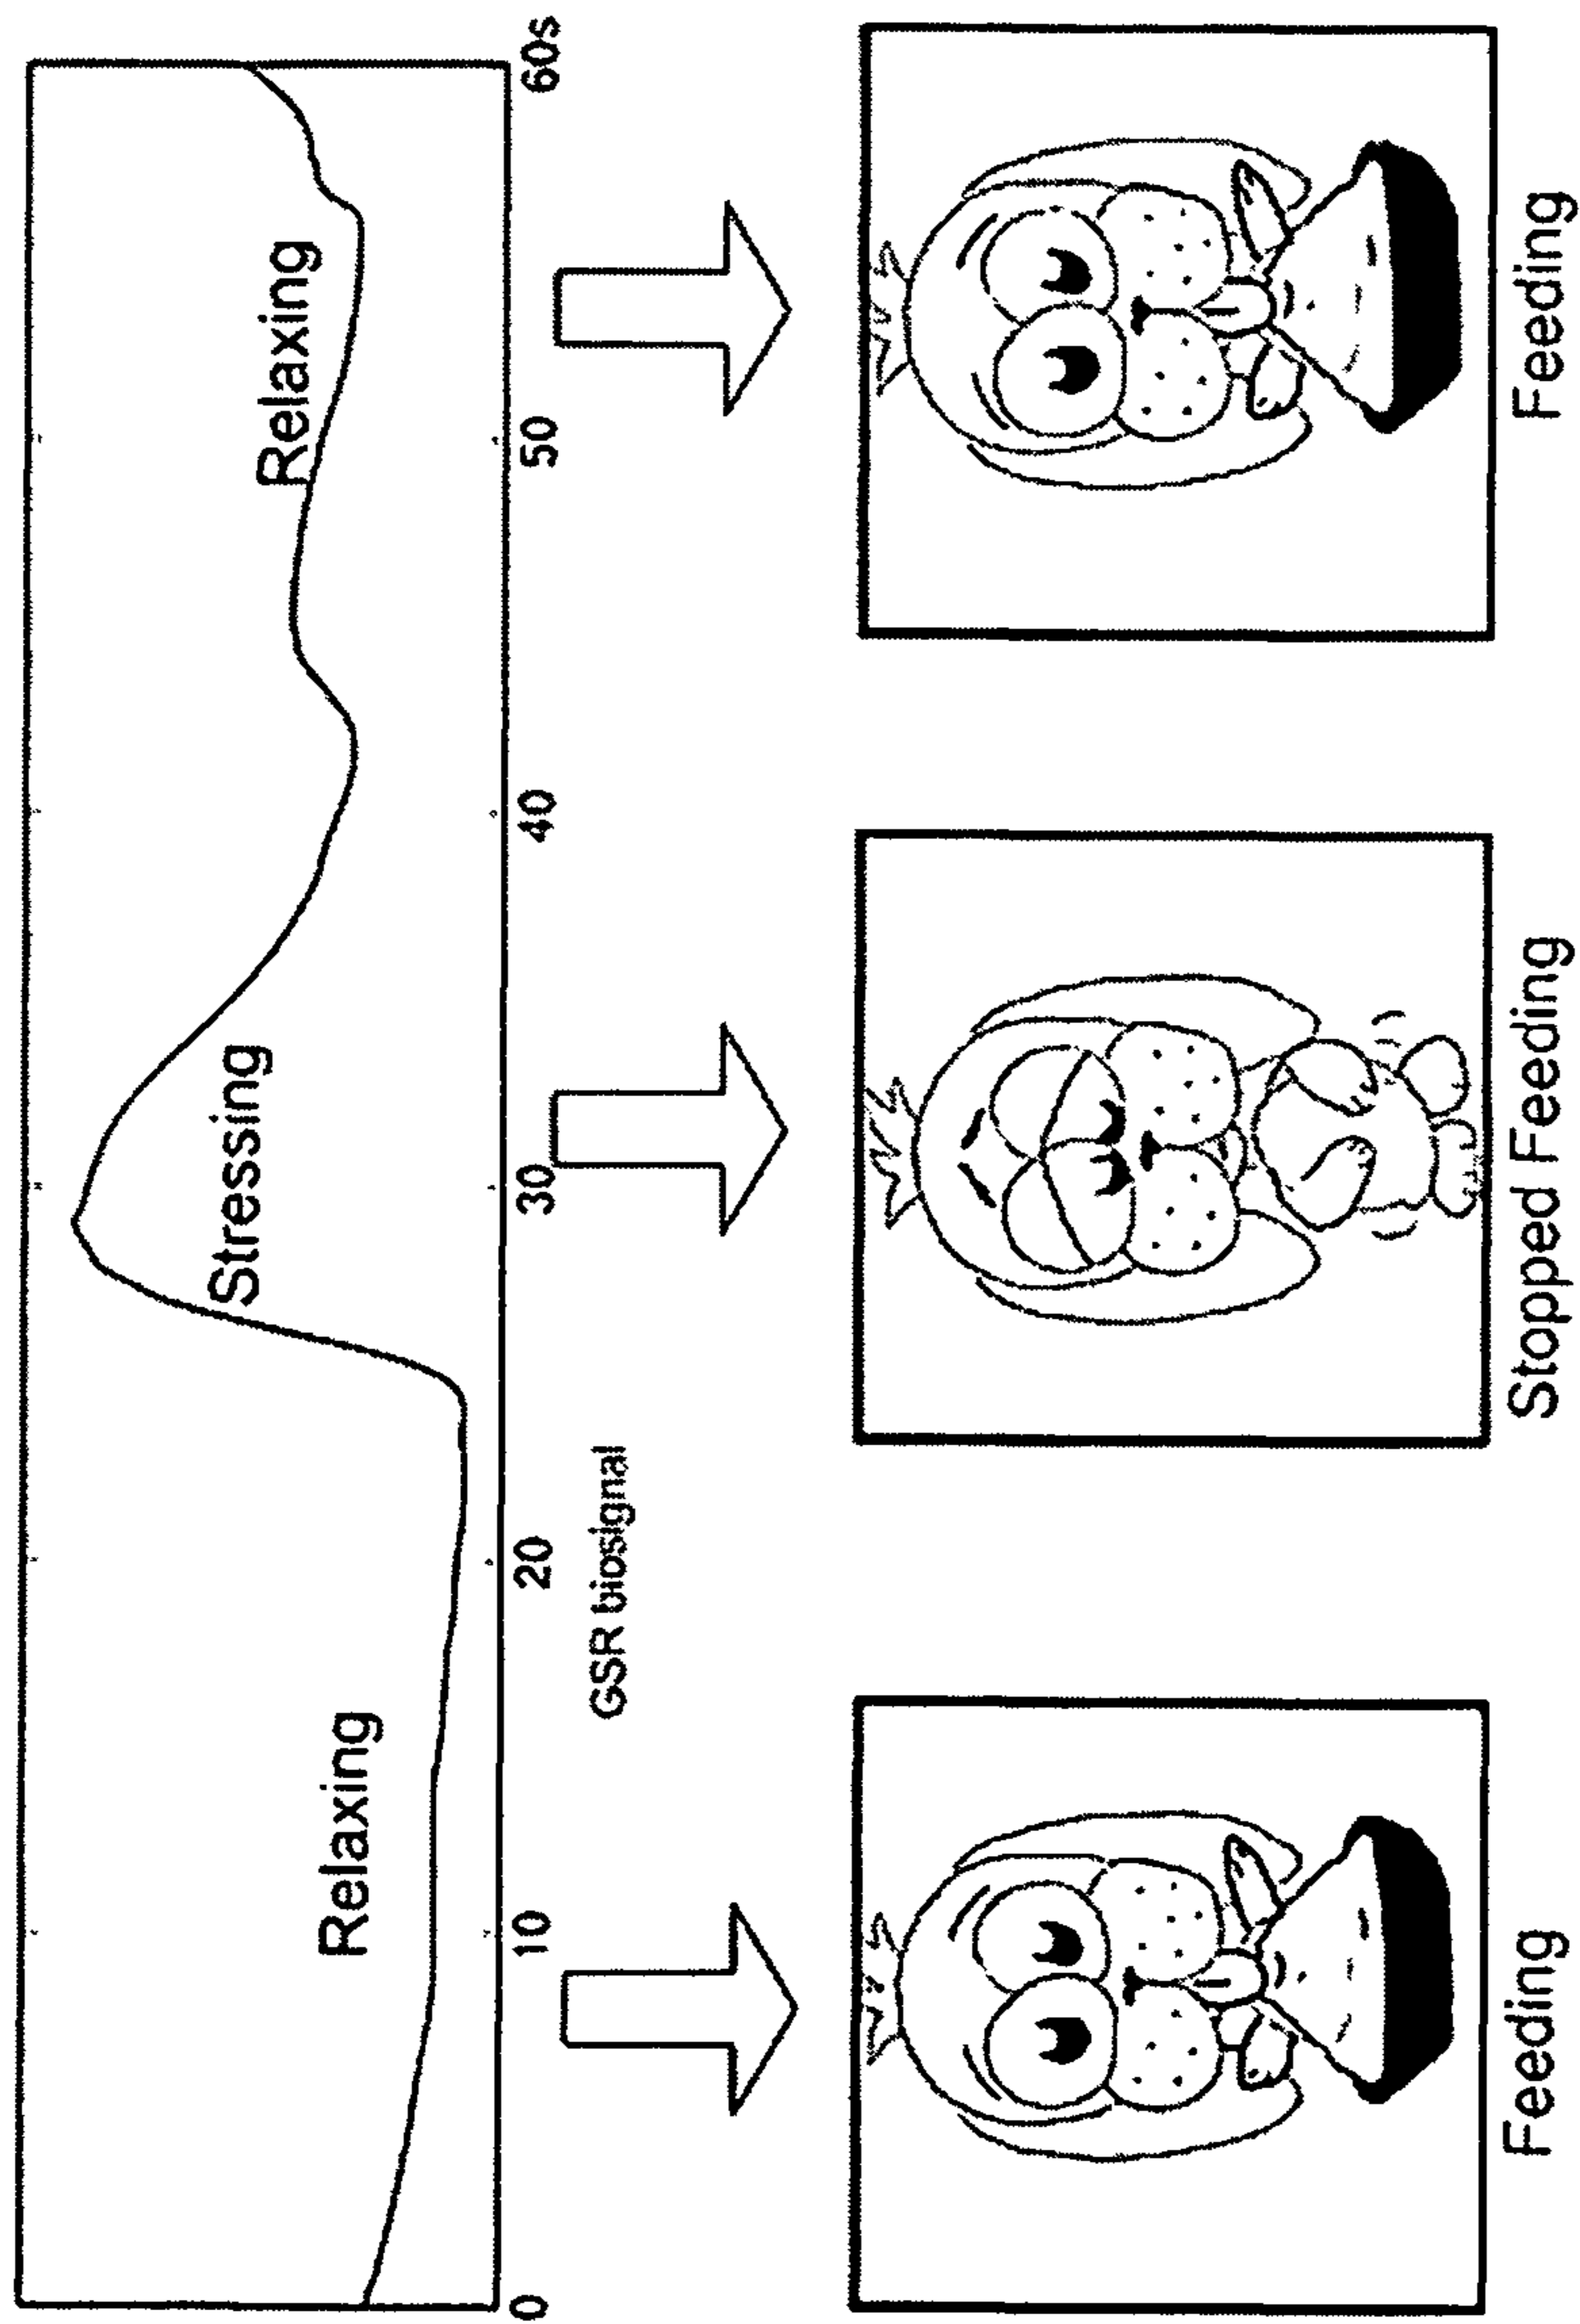 Relaxing
Stressing
Relaxing
0 10 20 30 40 50 60s
GSR biosignal
Feeding
Stopped Feeding
Feeding